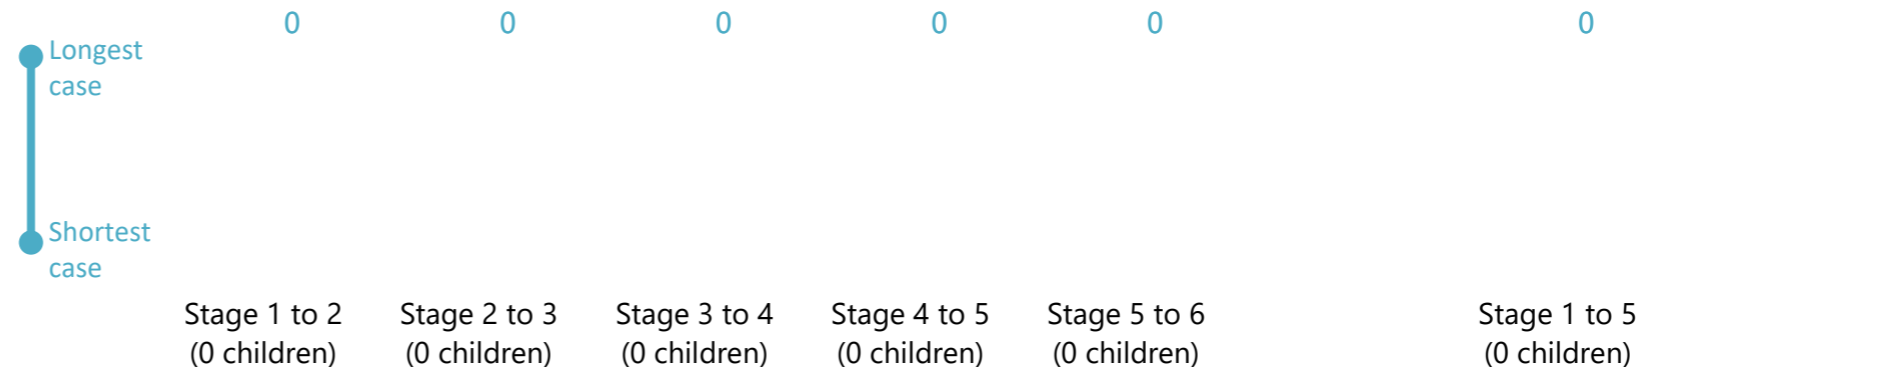 0 0 0 0 0 0
Longest
case
Shortest
case
Stage 1 to 2 Stage 2 to 3 Stage 3 to 4 Stage 4 to 5 Stage 5 to 6 Stage 1 to 5
(0 children) (0 children) (0 children) (0 children) (0 children) (0 children)